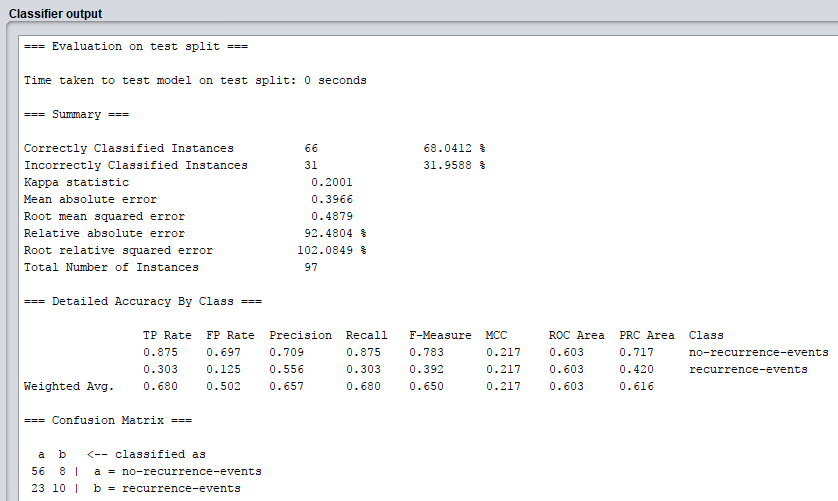 Classifier output
=== Evaluation on test split ===
Time taken to test model on test split: 0 seconds
=== Summary ===
Correctly Classified Instances 66 68.0412 %
Incorrectly Classified Instances 31 31.9588 %
Kappa statistic 0.2001
Mean absolute error 0.3966
Root mean squared error 0.4879
Relative absolute error 92.4804 %
Root relative squared error 102.0849 %
Total Number of Instances 97
=== Detailed Accuracy By Class ===
TP Rate FP Rate Precision Recall F-Measure MCC ROC Area PRC Area Class
0.875 0.697 0.709 0.875 0.783 0.217 0.603 0.717 no-recurrence-events
0.303 0.125 0.556 0.303 0.392 0.217 0.603 0.420 recurrence-events
Weighted Avg. 0.680 0.502 0.657 0.680 0.650 0.217 0.603 0.616
=== Confusion Matrix ===
a b <-- classified as
56 8 | a = no-recurrence-events
23 10 | b = recurrence-events